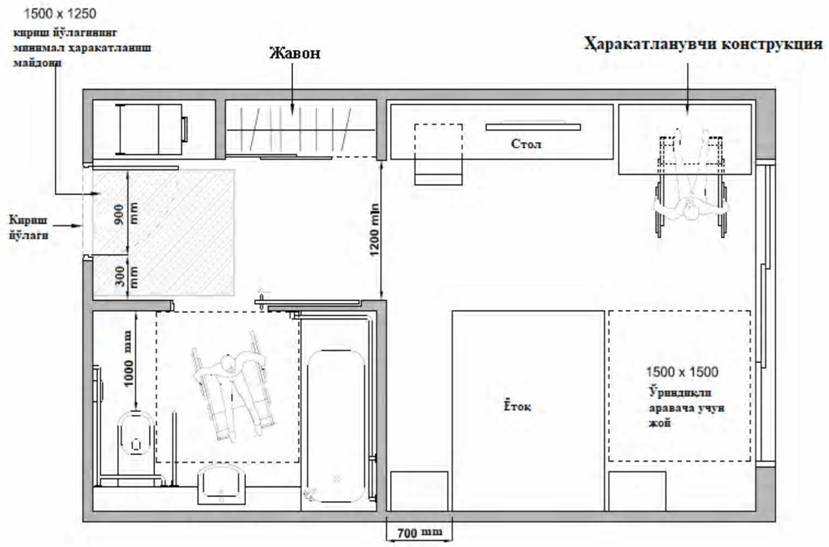 1500 x 1250
кириш йўлагининг
минимал ҳаракатланиш
майдони
Жавон
Ҳаракатланувчи конструкция
Стол
Кириш
йўлаги
900
mm
300
mm
1200 min
1000 mm
Ётоқ
1500 x 1500
Ўриндиқли
аравача учун
жой
700 mm